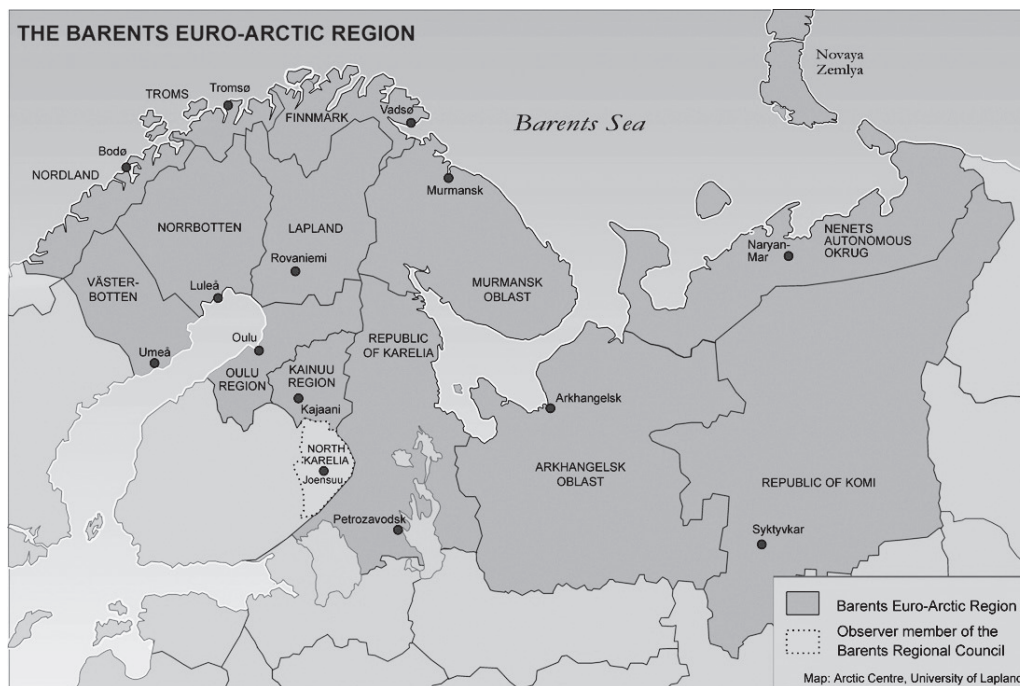 THE BARENTS EURO-ARCTIC REGION
Novaya
Zemlya
Tromsø
TROMS
FINNMARK
Vadsø
Barents Sea
Bodø
NORDLAND
Murmansk
NORRBOTTEN
LAPLAND
Rovaniemi
Naryan-
Mar
NENETS
AUTONOMOUS
OKRUG
VÄSTER-
BOTTEN
Luleå
MURMANSK
OBLAST
REPUBLIC
OF KARELIA
Oulu
Umeå
OULU
REGION
KAINUU
REGION
Kajaani
Arkhangelsk
NORTH
KARELIA
Joensuu
ARKHANGELSK
OBLAST
REPUBLIC OF KOMI
Petrozavodsk
Syktyvkar
Barents Euro-Arctic Region
Observer member of the
Barents Regional Council
Map: Arctic Centre, University of Lapland